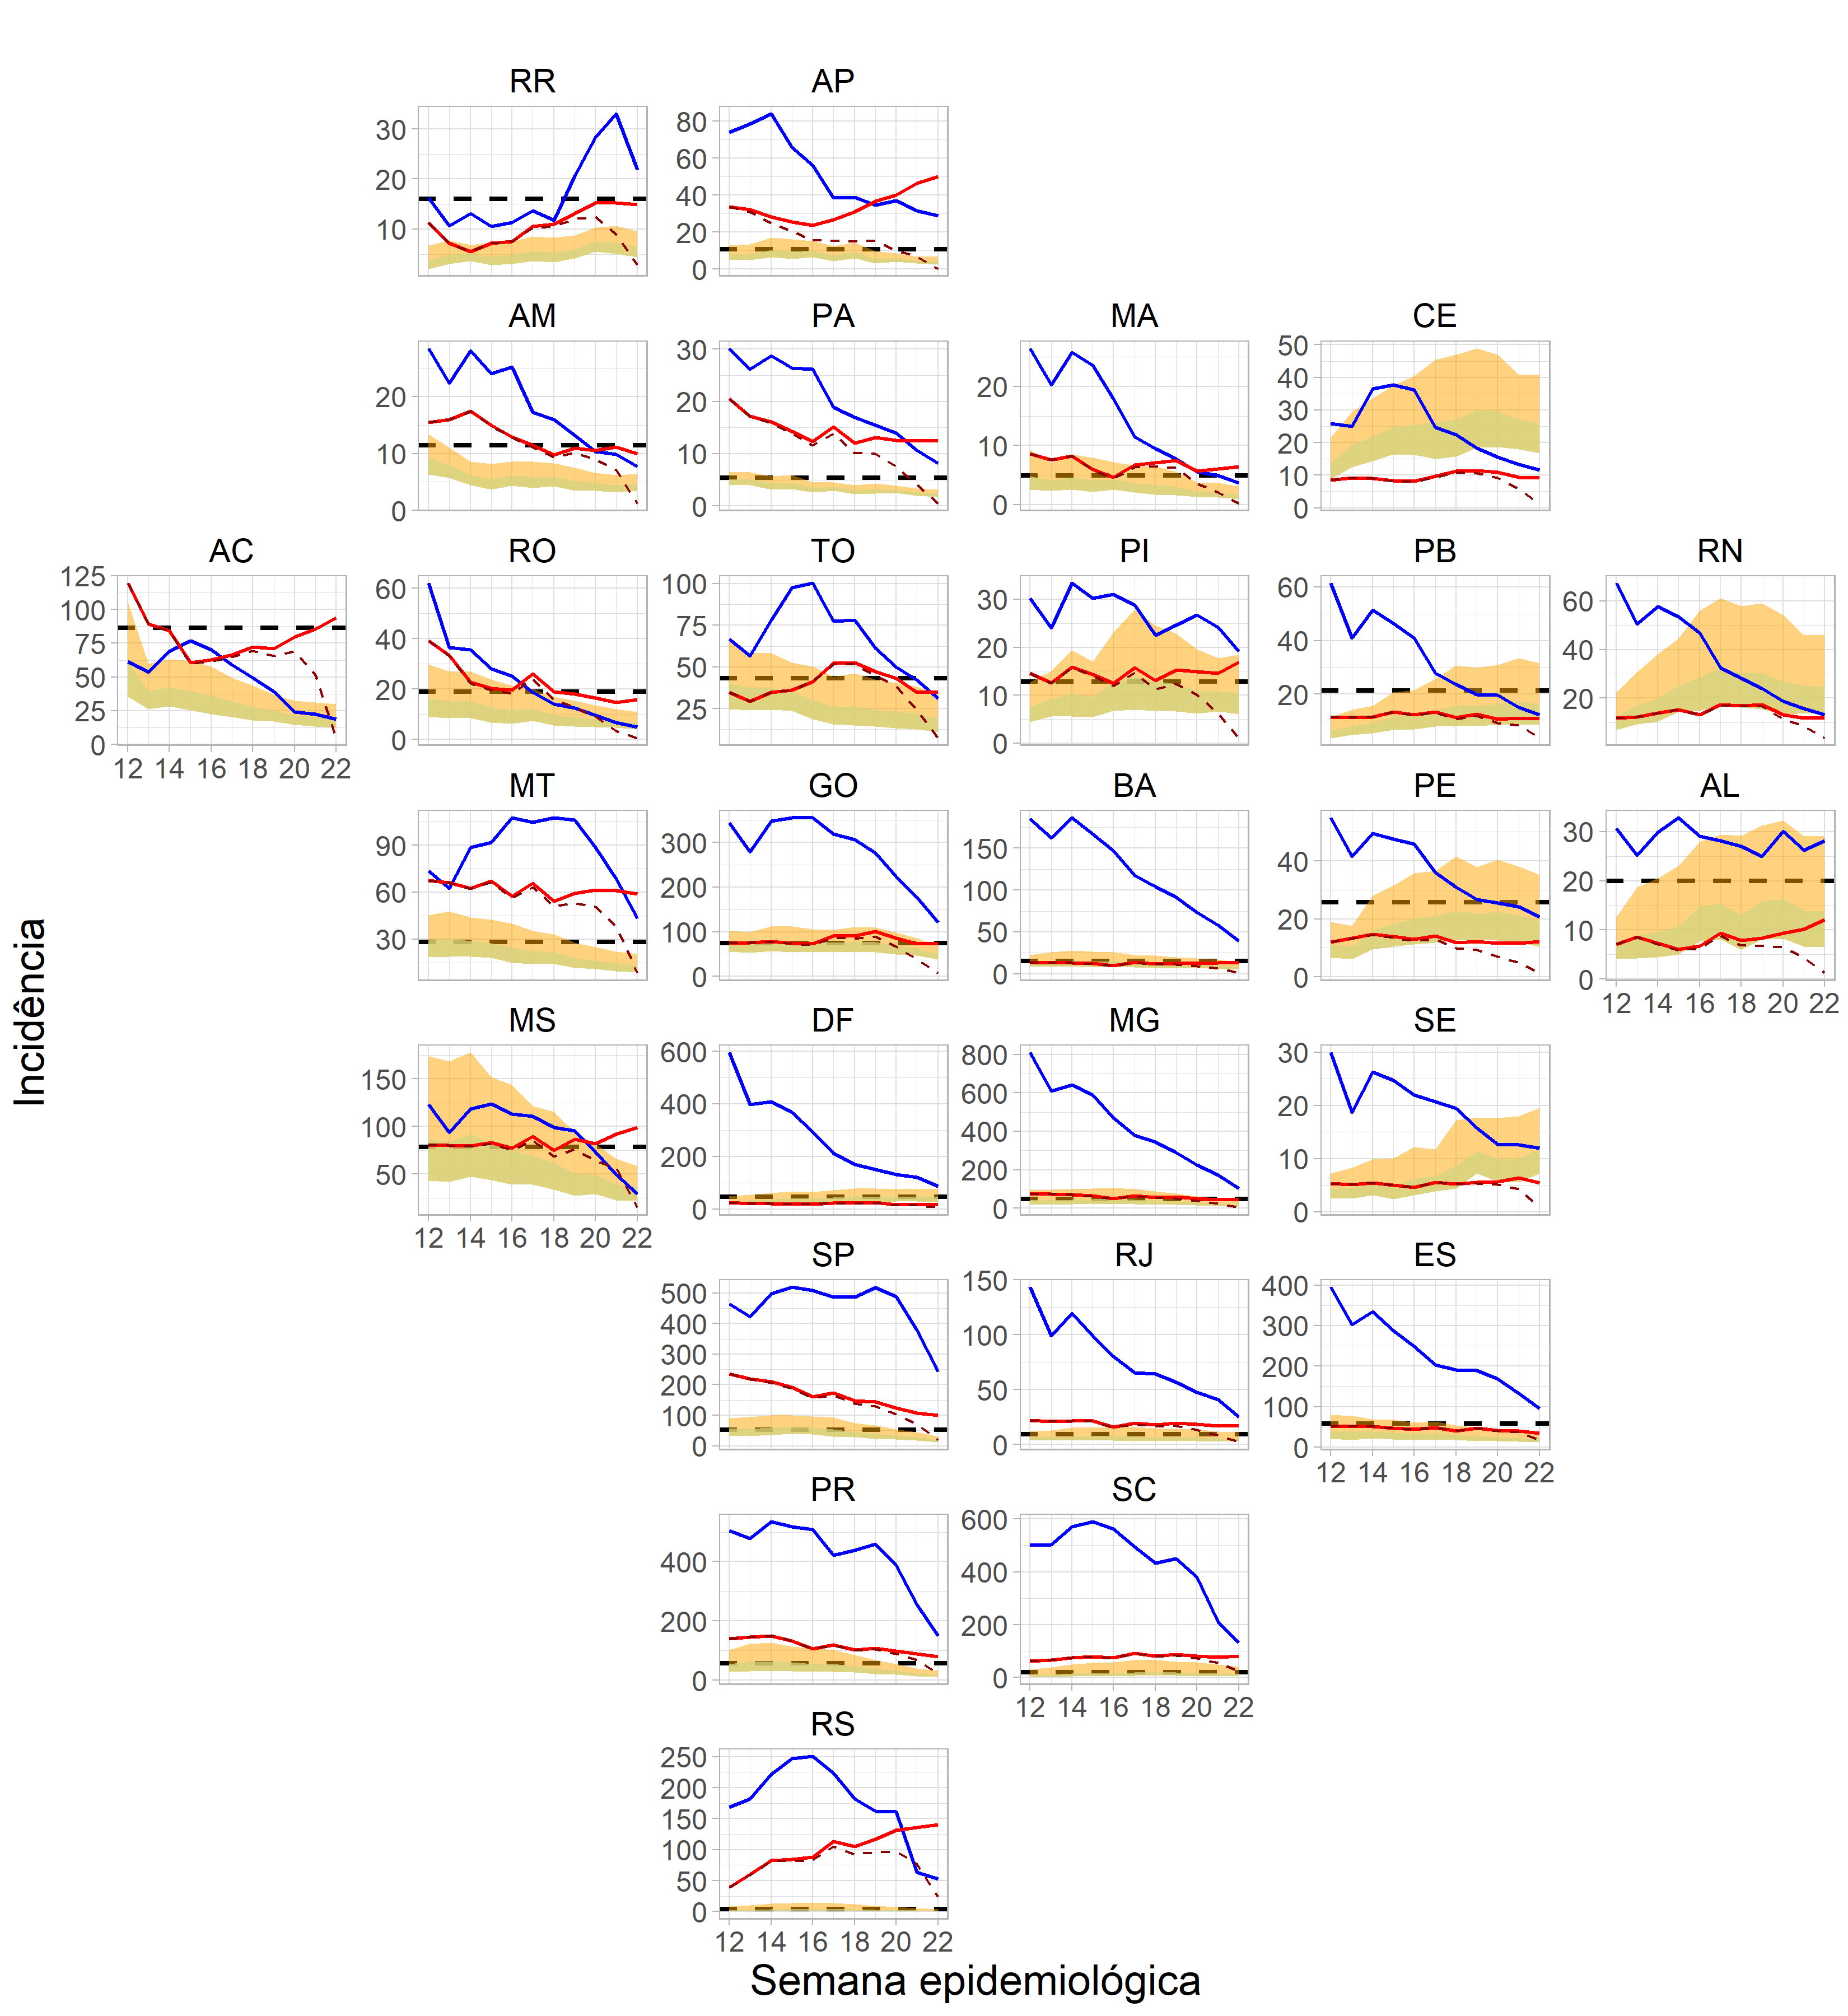 RR AP
30 20 10
80 60 40 20 0
AM PA MA CE
20 10 0
30 20 10 0
20 10 0
50 40 30 20 10 0
AC RO TO PI PB RN
125 100 75 50 25 0
60 40 20 0
100 75 50 25
30 20 10 0
60 40 20
60 40 20
12 14 16 18 20 22
MT GO BA PE AL
90 60 30
300 200 100 0
150 100 50 0
40 20 0
30 20 10 0
12 14 16 18 20 22
MS DF MG SE
150 100 50
600 400 200 0
800 600 400 200 0
30 20 10 0
12 14 16 18 20 22
SP RJ ES
500 400 300 200 100 0
150 100 50 0
400 300 200 100 0
12 14 16 18 20 22
PR SC
400 200 0
600 400 200 0
12 14 16 18 20 22
RS
250 200 150 100 50 0
12 14 16 18 20 22
Incidência
Semana epidemiológica